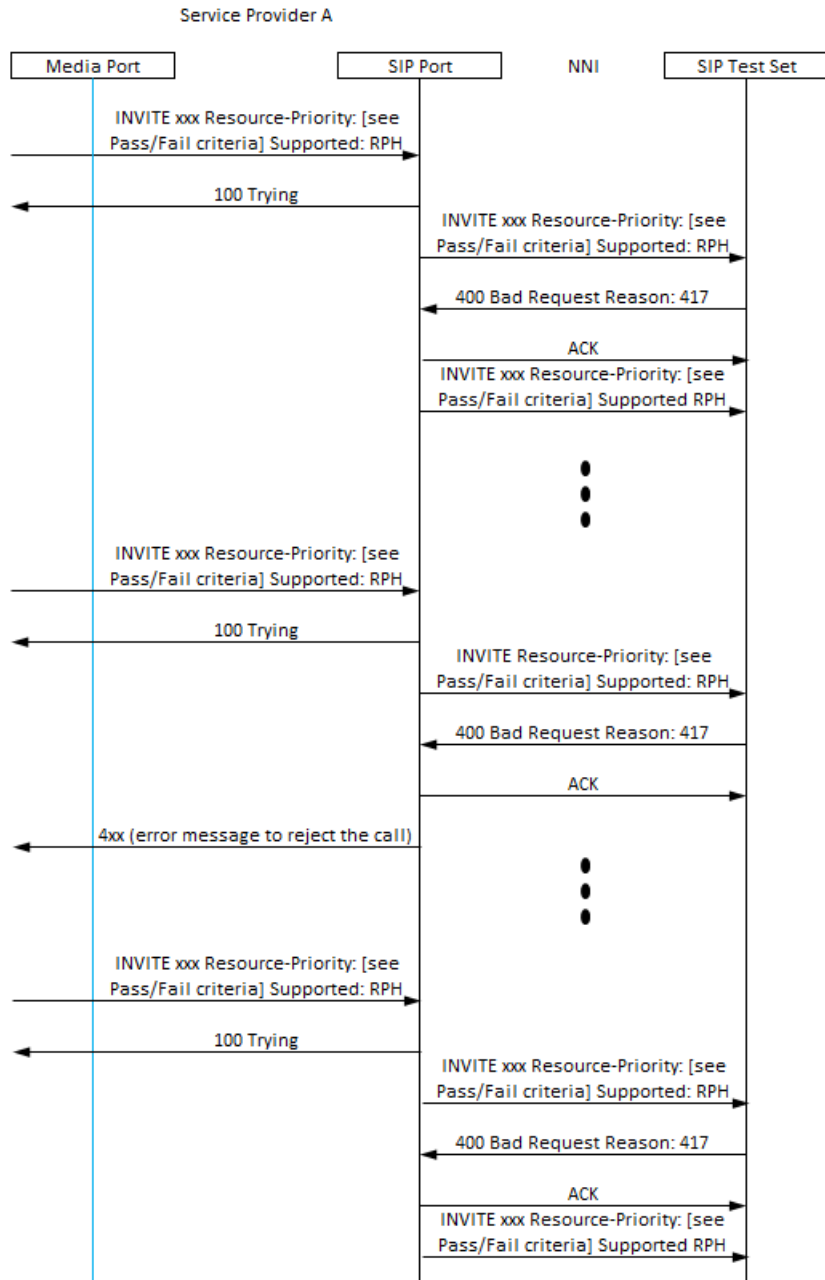 Service Provider A
Media Port
SIP Port
NNI
SIP Test Set
INVITE xxx Resource-Priority: [see
Pass/Fail criteria] Supported: RPH
100 Trying
INVITE xxx Resource-Priority: [see
Pass/Fail criteria] Supported: RPH
400 Bad Request Reason: 417
ACK
INVITE xxx Resource-Priority: [see
Pass/Fail criteria] Supported RPH
INVITE xxx Resource-Priority: [see
Pass/Fail criteria] Supported: RPH
100 Trying
INVITE Resource-Priority: [see
Pass/Fail criteria] Supported: RPH
400 Bad Request Reason: 417
ACK
4xx (error message to reject the call)
INVITE xxx Resource-Priority: [see
Pass/Fail criteria] Supported: RPH
100 Trying
INVITE xxx Resource-Priority: [see
Pass/Fail criteria] Supported: RPH
400 Bad Request Reason: 417
ACK
INVITE xxx Resource-Priority: [see
Pass/Fail criteria] Supported RPH